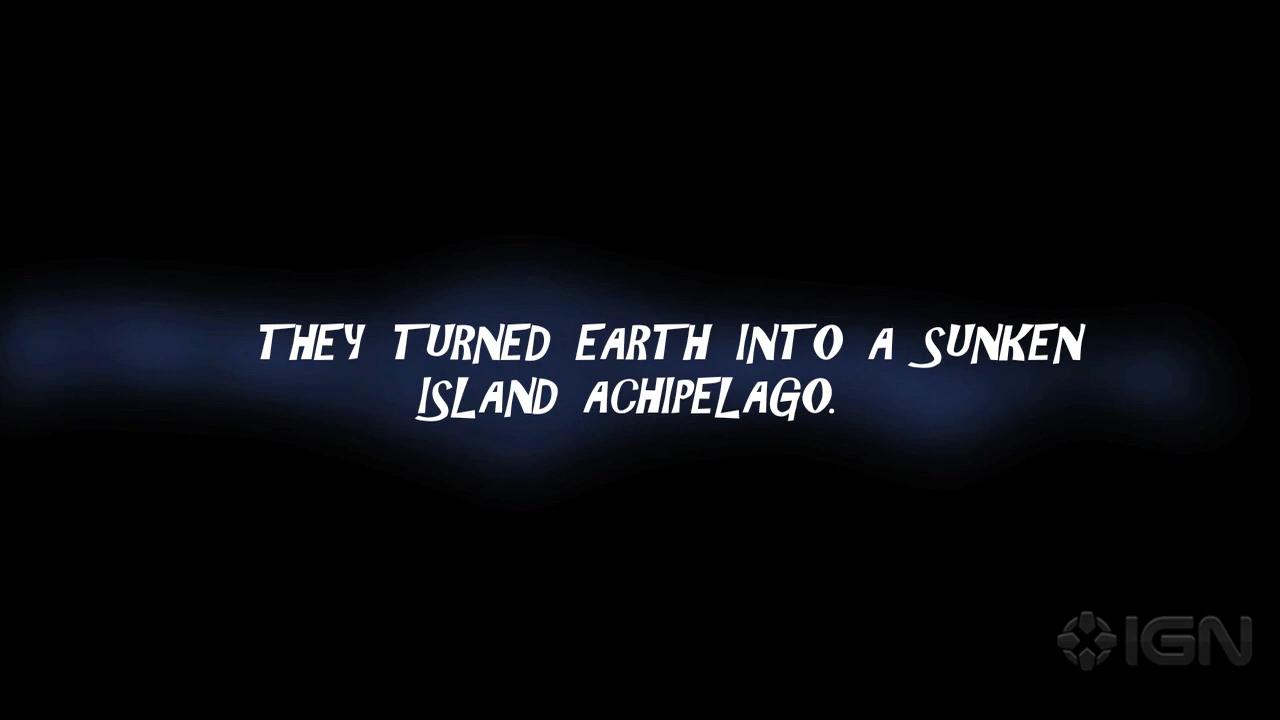 THEY TURNED EARTH INTO A SUNKEN
ISLAND ACHIPELAGO.
IGN